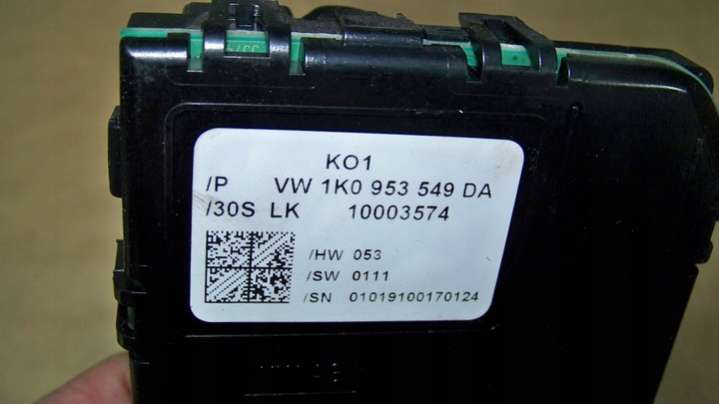 KO1
/P VW 1K0 953 549 DA
/30S LK 10003574
/HW 053
/SW 0111
/SN 01019100170124